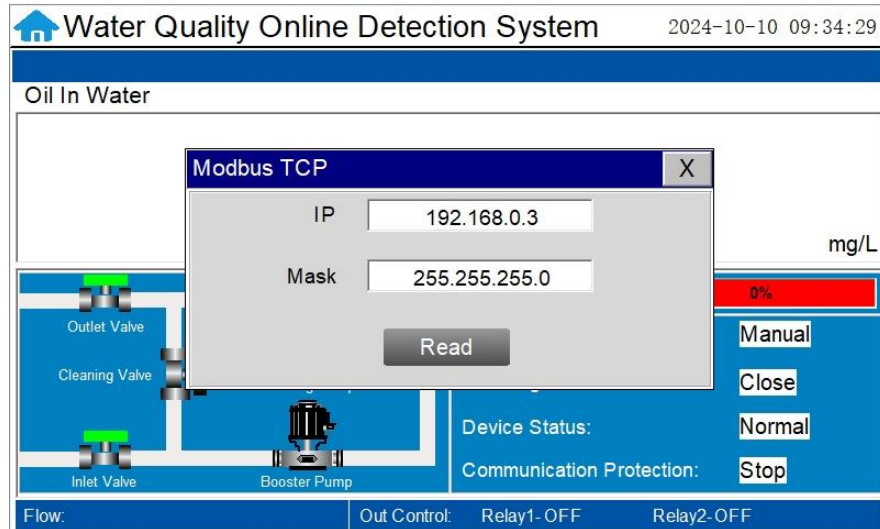 Water Quality Online Detection System 2024-10-10 09:34:29
Oil In Water
Modbus TCP X
IP 192.168.0.3
mg/L
Mask 255.255.255.0
0%
Outlet Valve
Read
Manual
Cleaning Valve
Close
Device Status: Normal
Communication Protection: Stop
Inlet Valve Booster Pump
Flow: Out Control: Relay1-OFF Relay2-OFF